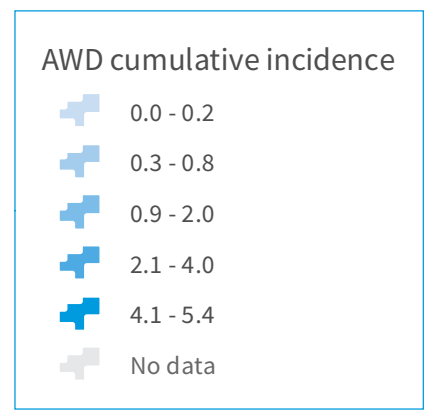 AWD cumulative incidence
0.0 - 0.2
0.3 - 0.8
0.9 - 2.0
2.1 - 4.0
4.1 - 5.4
No data